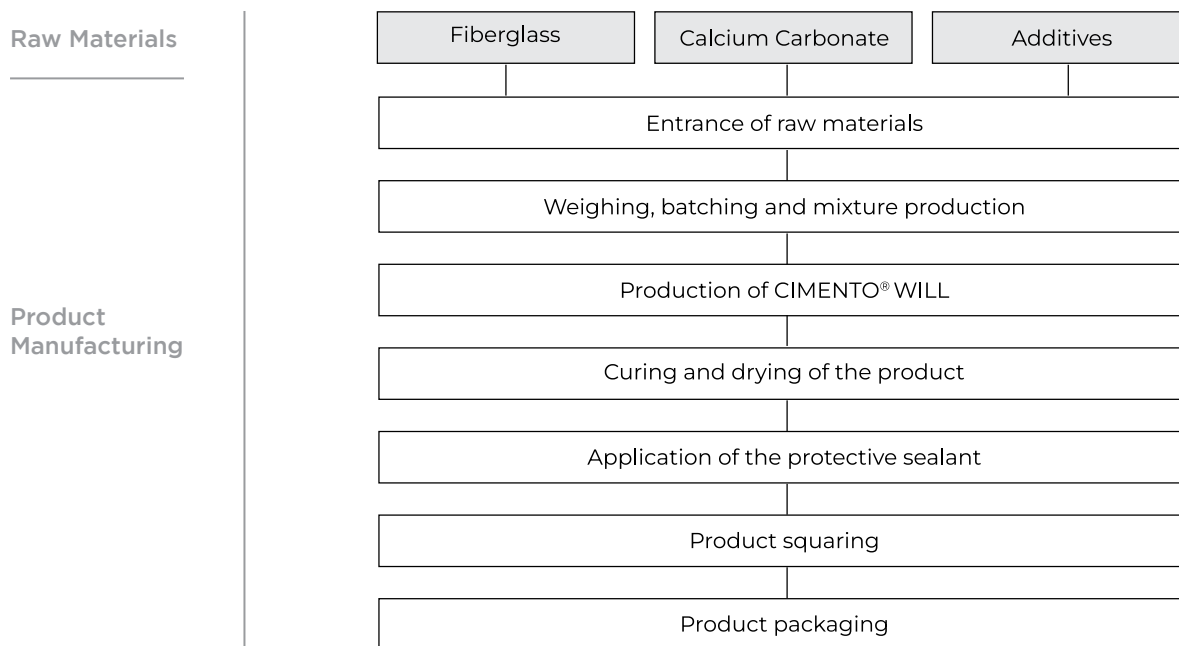 Raw Materials
Fiberglass
Calcium Carbonate
Additives
Entrance of raw materials
Weighing, batching and mixture production
Product
Manufacturing
Production of CIMENTO® WILL
Curing and drying of the product
Application of the protective sealant
Product squaring
Product packaging